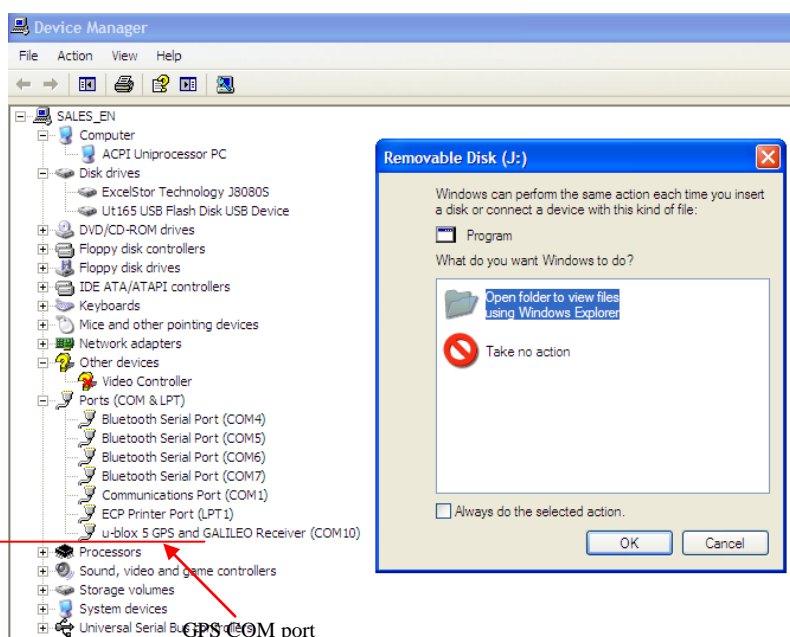 Device Manager
File Action View Help
SALES_EN
Computer
ACPI Uniprocessor PC
Disk drives
ExcelStor Technology J8080S
Ut165 USB Flash Disk USB Device
DVD/CD-ROM drives
Floppy disk controllers
Floppy disk drives
IDE ATA/ATAPI controllers
Keyboards
Mice and other pointing devices
Network adapters
Other devices
Video Controller
Ports (COM & LPT)
Bluetooth Serial Port (COM4)
Bluetooth Serial Port (COM5)
Bluetooth Serial Port (COM6)
Bluetooth Serial Port (COM7)
Communications Port (COM1)
ECP Printer Port (LPT1)
u-blox 5 GPS and GALILEO Receiver (COM10)
Processors
Sound, video and game controllers
Storage volumes
System devices
Universal Serial Bus controllers
GPS COM port
Removable Disk (J:)
Windows can perform the same action each time you insert
a disk or connect a device with this kind of file:
Program
What do you want Windows to do?
Open folder to view files
using Windows Explorer
Take no action
Always do the selected action.
OK Cancel